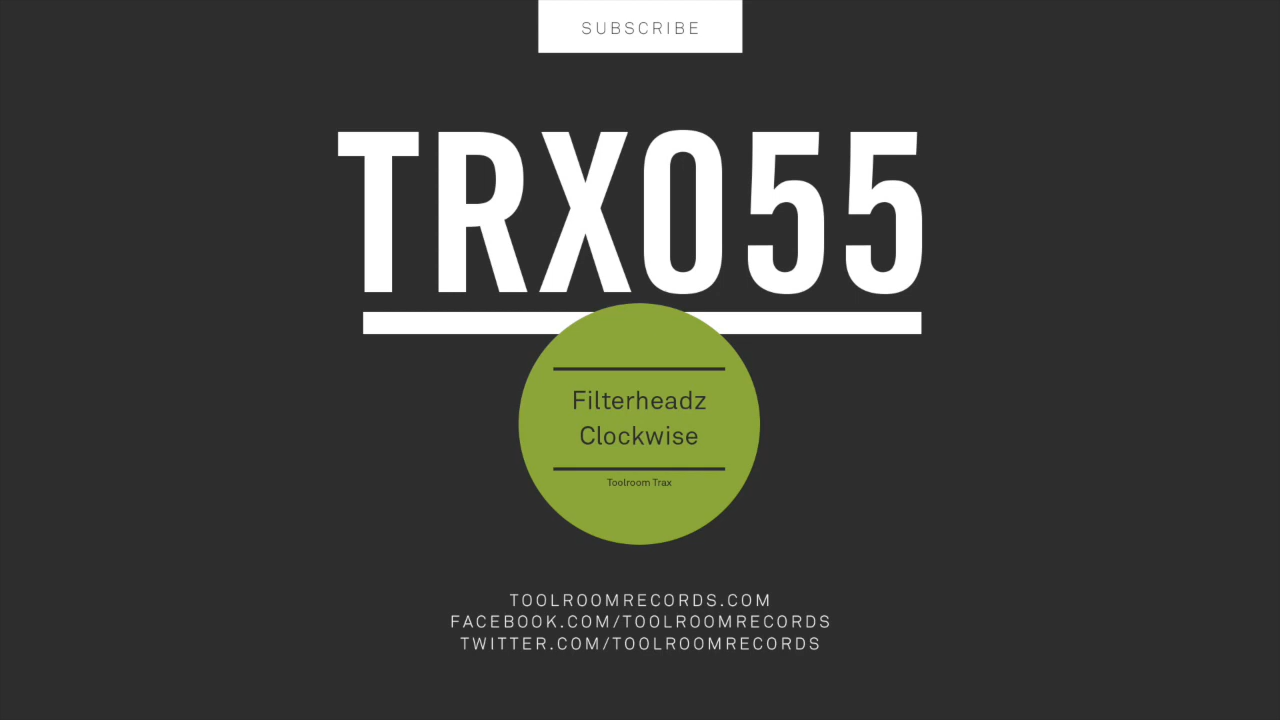 SUBSCRIBE
TRX055
Filterheadz
Clockwise
Toolroom Trax
TOOLROOMRECORDS.COM
FACEBOOK.COM/TOOLROOMRECORDS
TWITTER.COM/TOOLROOMRECORDS